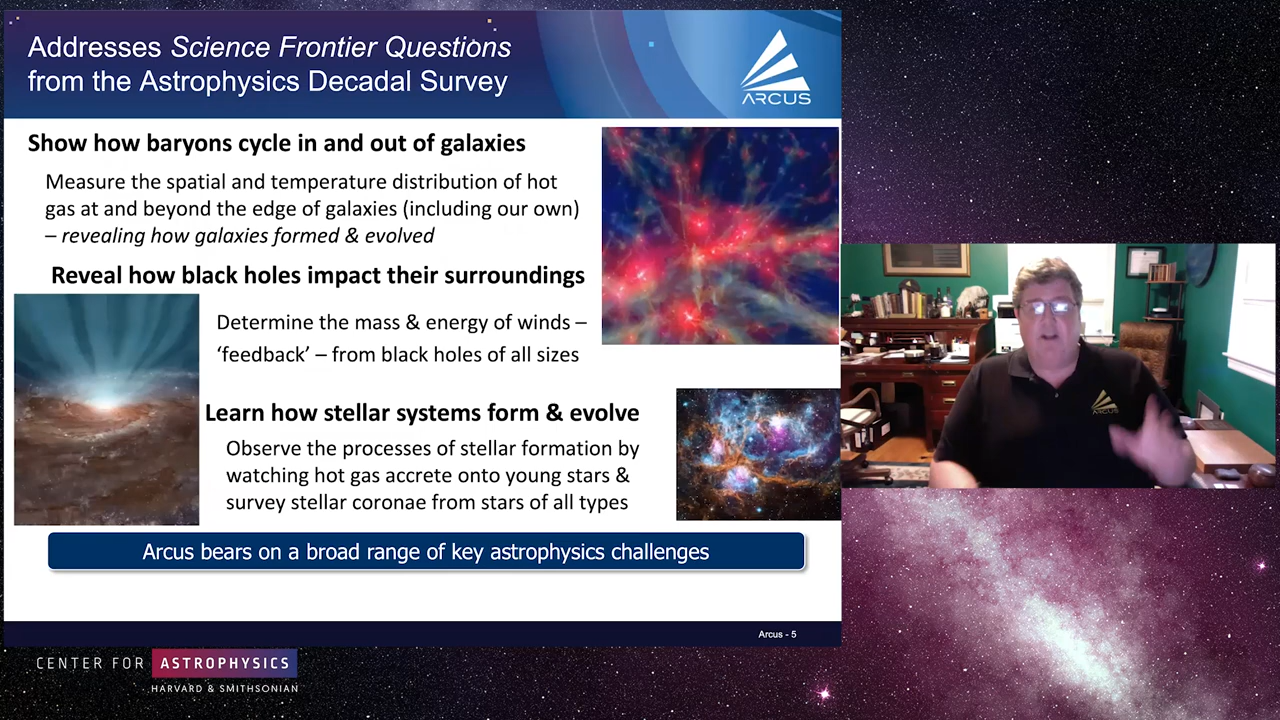 Addresses Science Frontier Questions
from the Astrophysics Decadal Survey
ARCUS
Show how baryons cycle in and out of galaxies
Measure the spatial and temperature distribution of hot
gas at and beyond the edge of galaxies (including our own)
– revealing how galaxies formed & evolved
Reveal how black holes impact their surroundings
Determine the mass & energy of winds –
‘feedback’ – from black holes of all sizes
Learn how stellar systems form & evolve
Observe the processes of stellar formation by
watching hot gas accrete onto young stars &
survey stellar coronae from stars of all types
Arcus bears on a broad range of key astrophysics challenges
Arcus - 5
ARCUS
CENTER FOR ASTROPHYSICS
HARVARD & SMITHSONIAN